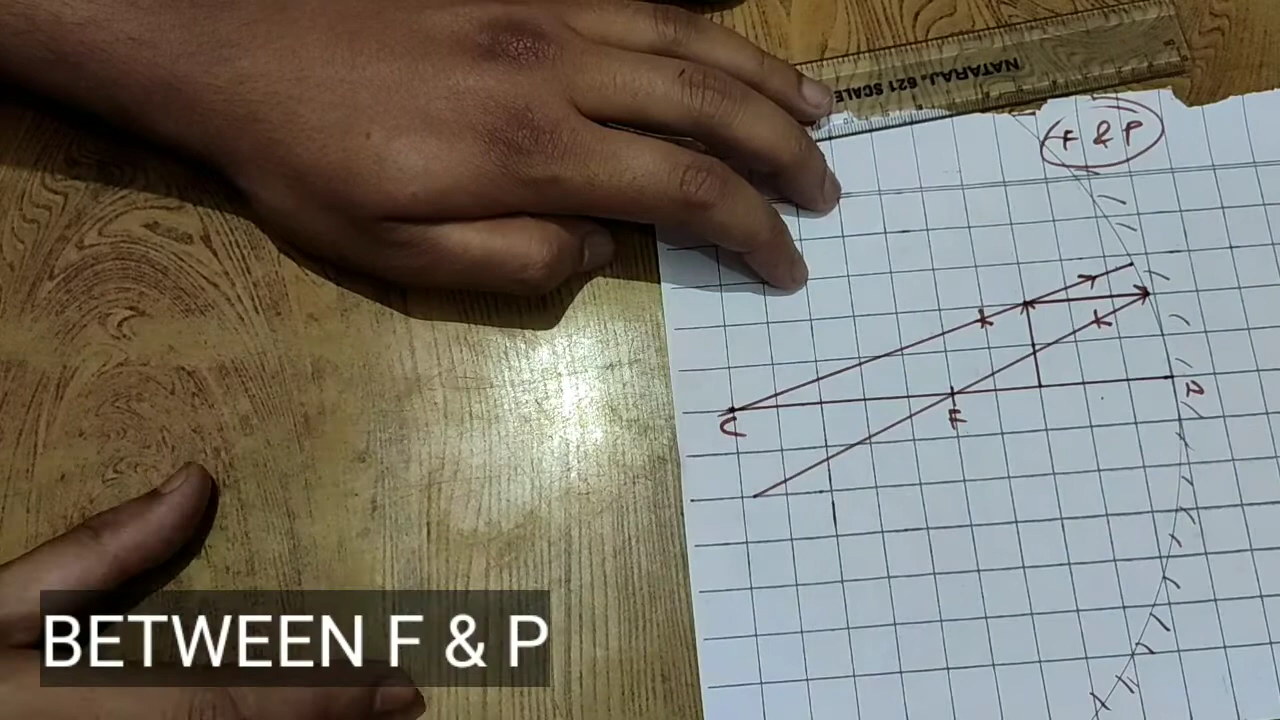 NATARAJ. 621 SCALE
F & P
C
F
P
BETWEEN F & P